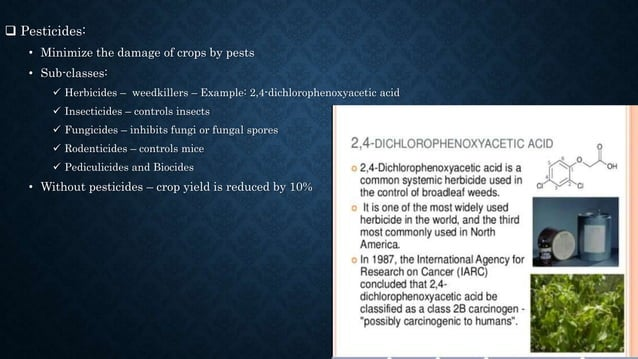 Pesticides:
• Minimize the damage of crops by pests
• Sub-classes:
✓ Herbicides – weedkillers – Example: 2,4-dichlorophenoxyacetic acid
✓ Insecticides – controls insects
✓ Fungicides – inhibits fungi or fungal spores
✓ Rodenticides – controls mice
✓ Pediculicides and Biocides
• Without pesticides – crop yield is reduced by 10%
2,4-DICHLOROPHENOXYACETIC ACID
2,4-Dichlorophenoxyacetic acid is a
common systemic herbicide used in
the control of broadleaf weeds.
It is one of the most widely used
herbicide in the world, and the third
most commonly used in North
America.
In 1987, the International Agency for
Research on Cancer (IARC)
concluded that 2,4-
dichlorophenoxyacetic acid be
classified as a class 2B carcinogen -
"possibly carcinogenic to humans".
O
O
OH
Cl
Cl